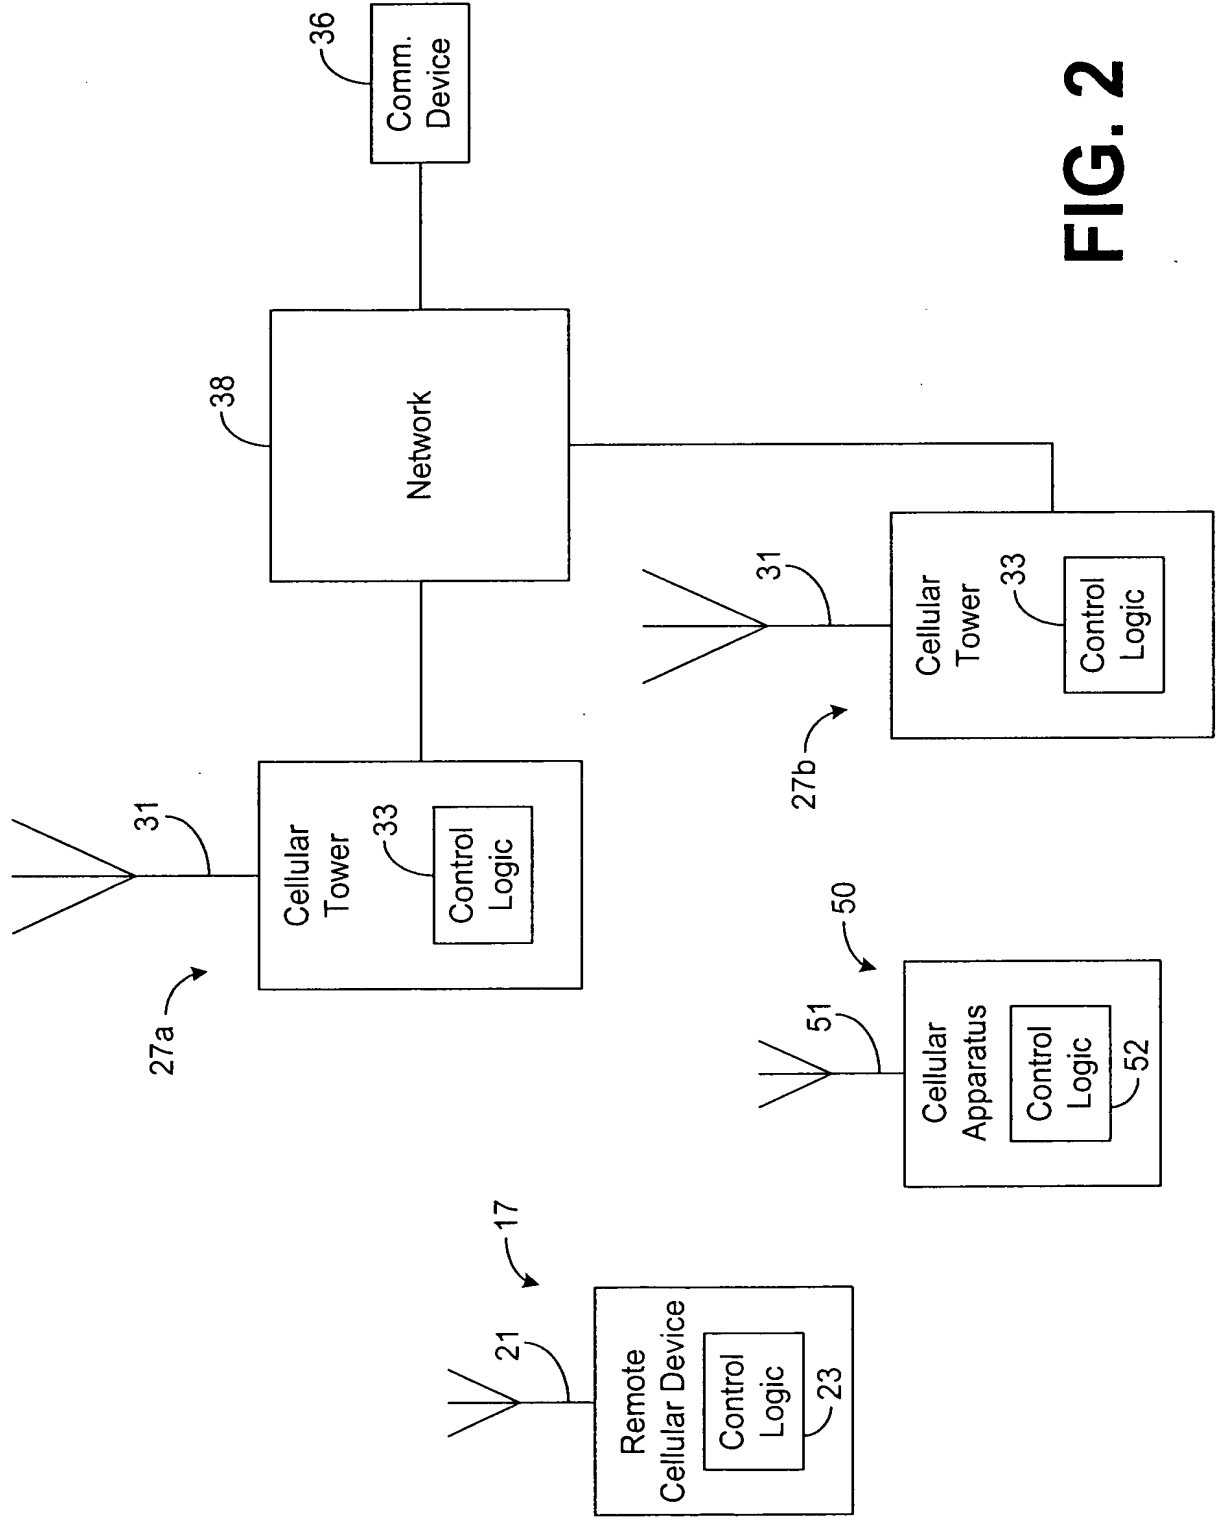 27a
31
Cellular
Tower
33
Control
Logic
38
Network
36
Comm.
Device
17
21
Remote
Cellular Device
Control
Logic
23
50
51
Cellular
Apparatus
Control
Logic
52
27b
31
Cellular
Tower
33
Control
Logic
FIG. 2